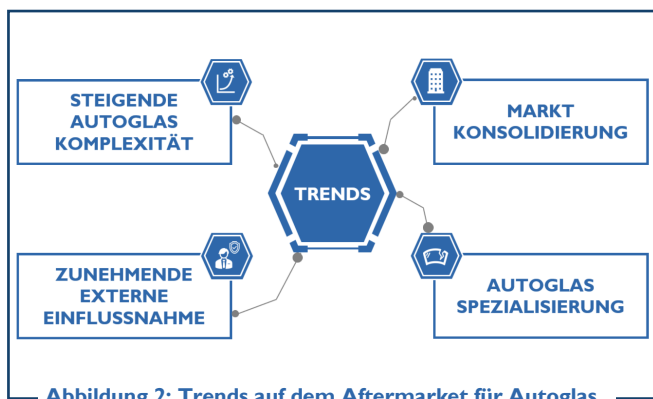 STEIGENDE
AUTOGLAS
KOMPLEXITÄT
MARKT
KONSOLIDIERUNG
TRENDS
ZUNEHMENDE
EXTERNE
EINFLUSSNAHME
AUTOGLAS
SPEZIALISIERUNG
Abbildung 2: Trends auf dem Aftermarket für Autoglas